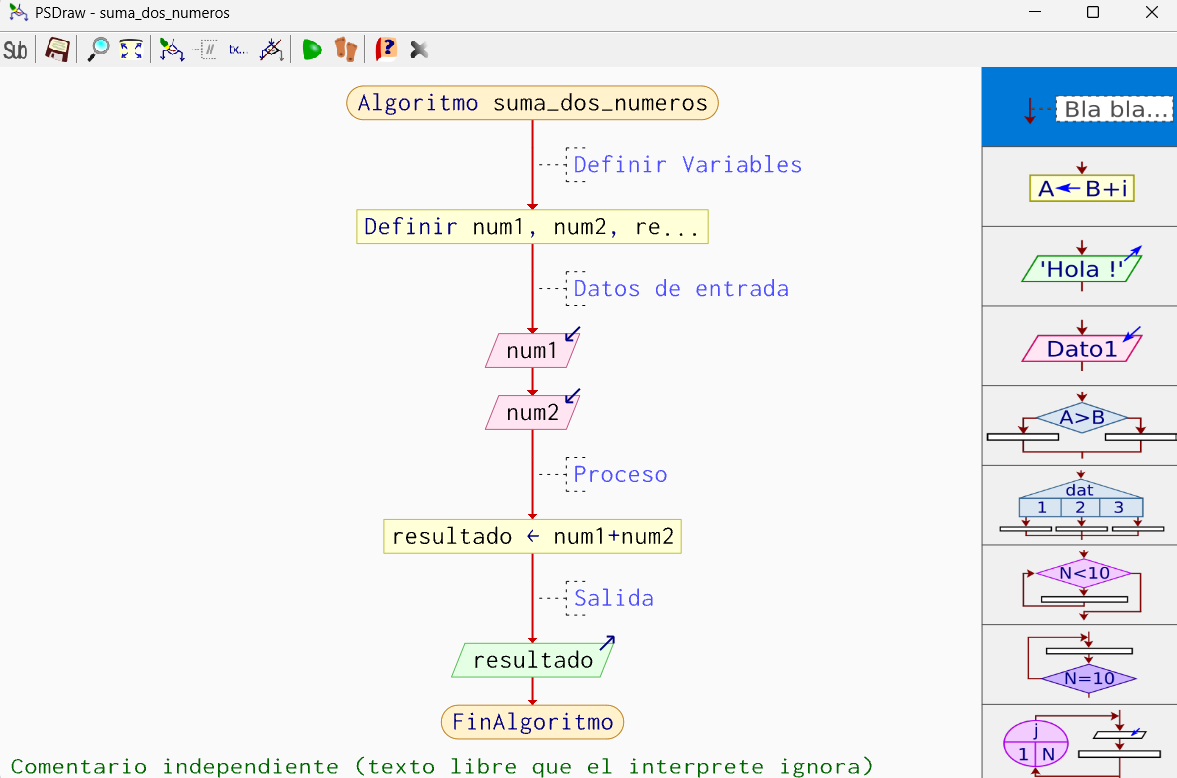 PSDraw - suma_dos_numeros
Sub
tx...
?
Algoritmo suma_dos_numeros
Definir Variables
Definir num1, num2, re...
Datos de entrada
num1
num2
Proceso
resultado ← num1+num2
Salida
resultado
FinAlgoritmo
Comentario independiente (texto libre que el interprete ignora)
Bla bla...
A← B+i
'Hola !'
Dato1
A>B
dat
1 2 3
N<10
N=10
j
1 N